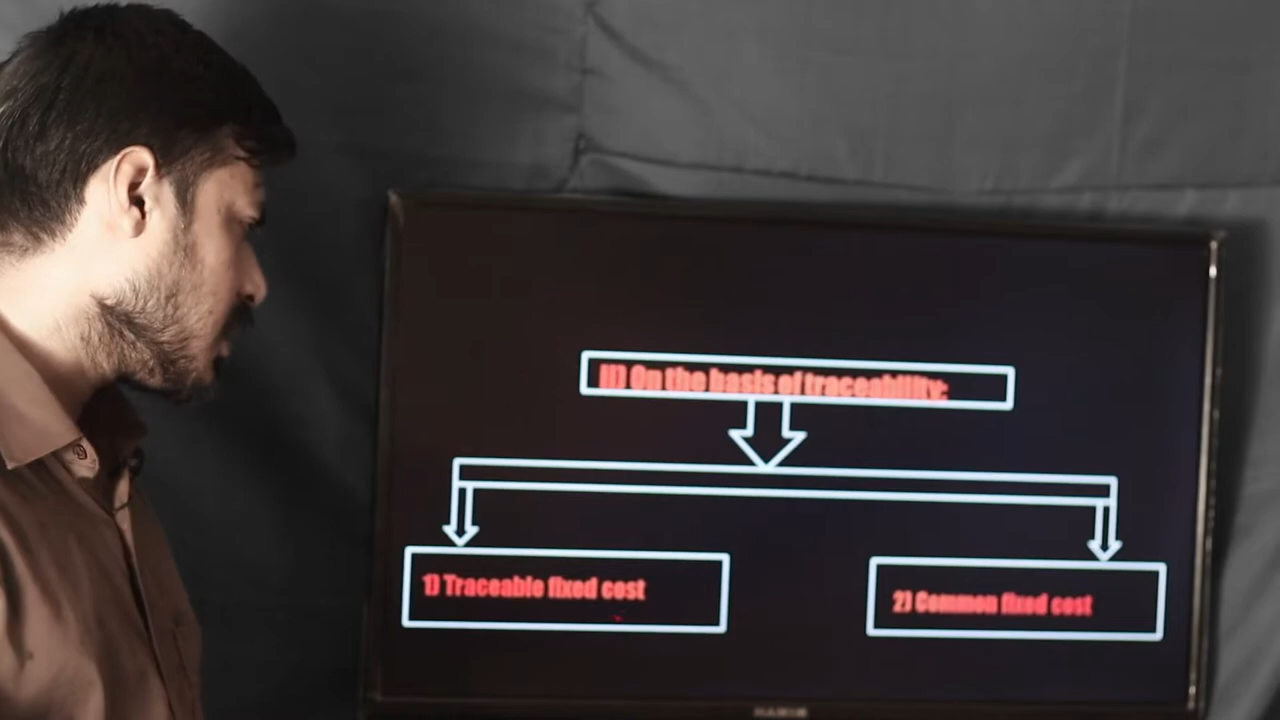 II) On the basis of traceability:
1) Traceable fixed cost
2) Common fixed cost